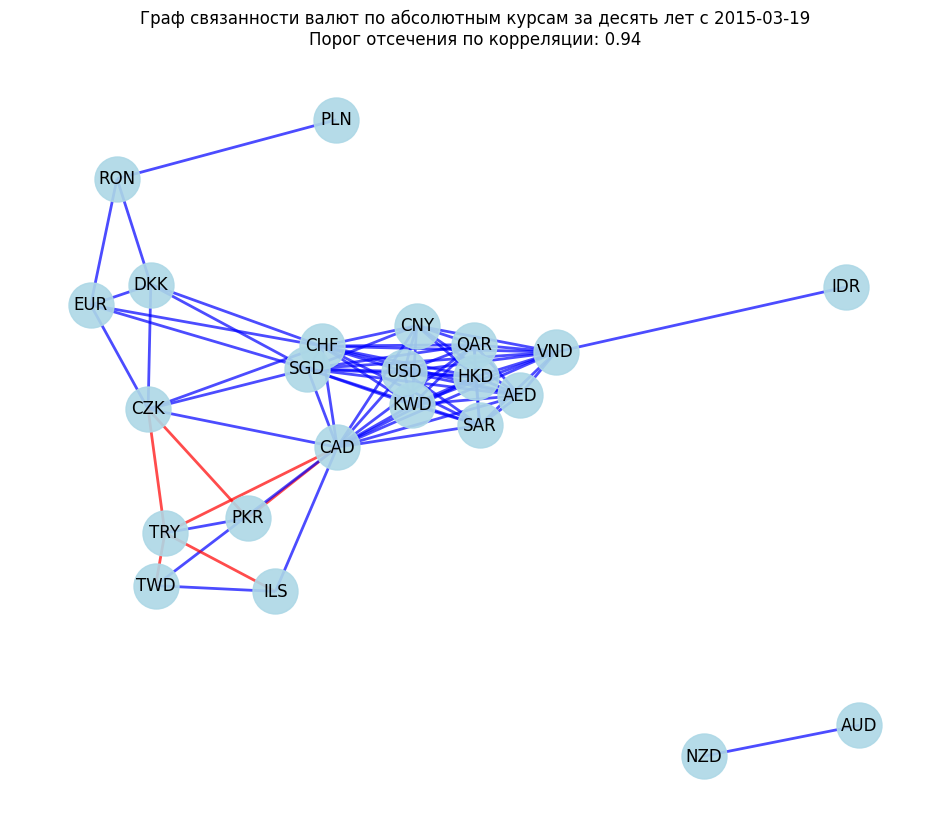 Граф связанности валют по абсолютным курсам за десять лет с 2015-03-19
Порог отсечения по корреляции: 0.94
PLN
RON
DKK
IDR
EUR
CNY
CHF
QAR
VND
SGD
USD
HKD
AED
KWD
CZK
SAR
CAD
PKR
TRY
TWD
ILS
AUD
NZD